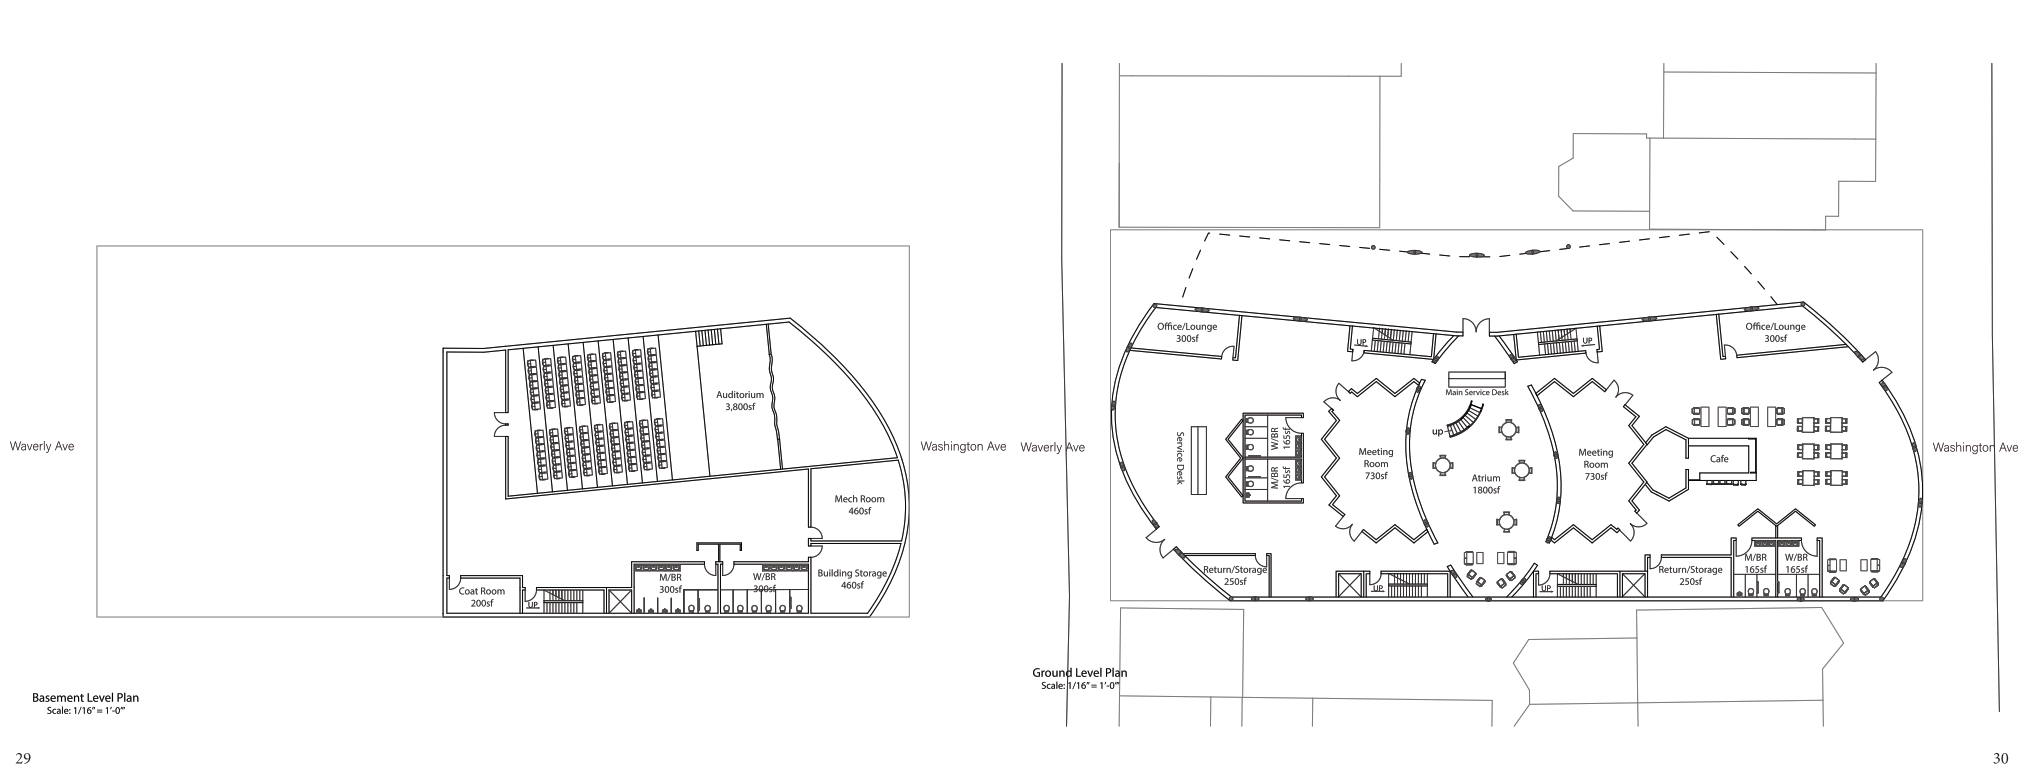 Waverly Ave
Auditorium
3,800sf
Mech Room
460sf
Building Storage
460sf
M/BR
300sf
W/BR
300sf
Coat Room
200sf
UP
Washington Ave
Basement Level Plan
Scale: 1/16" = 1'-0"'
29
Waverly Ave
Office/Lounge
300sf
UP
UP
Office/Lounge
300sf
Main Service Desk
up
Service Desk
W/BR
165sf
M/BR
165sf
Meeting
Room
730sf
Atrium
1800sf
Meeting
Room
730sf
Cafe
Return/Storage
250sf
UP
UP
Return/Storage
250sf
M/BR
165sf
W/BR
165sf
Washington Ave
Ground Level Plan
Scale: 1/16" = 1'-0"'
30